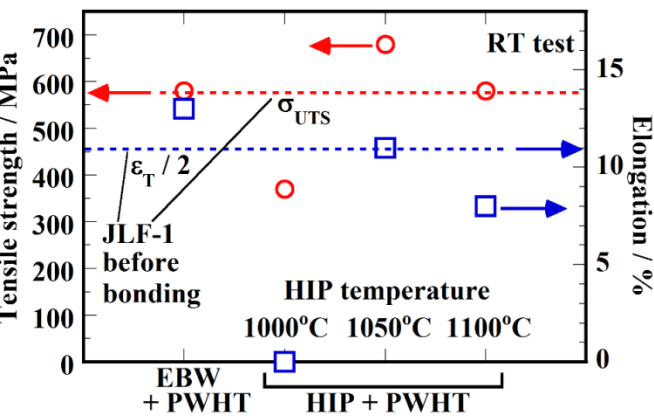 Tensile strength / MPa
700
600
500
400
300
200
100
0
RT test
σUTS
εT / 2
JLF-1
before
bonding
HIP temperature
1000°C 1050°C 1100°C
EBW
+ PWHT
HIP + PWHT
15
10
5
0
Elongation / %